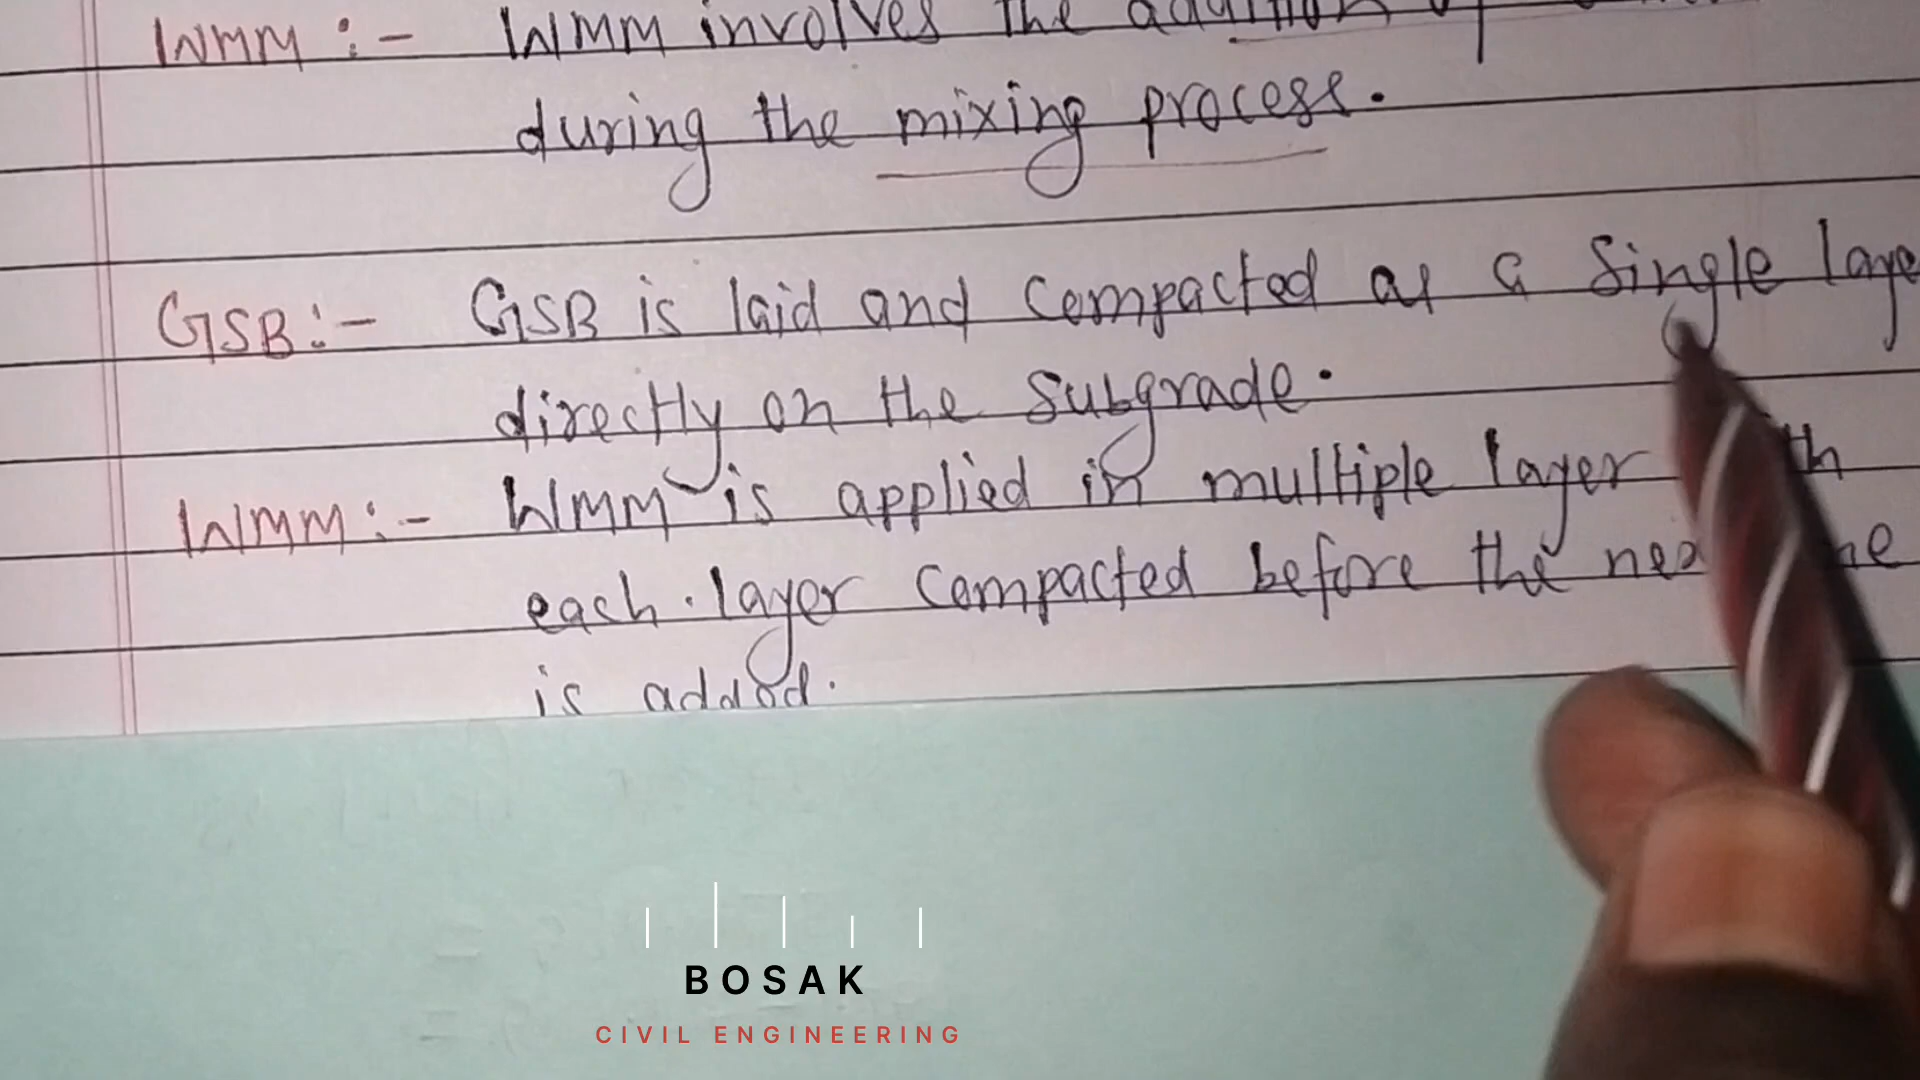 WMM :- WMM involves the addition of
during the mixing process.
GSB:- GSB is laid and compacted as a single laye
directly on the subgrade.
WMM:- WMM is applied in multiple layer
each layer compacted before the
is added.
BOSAK
CIVIL ENGINEERING